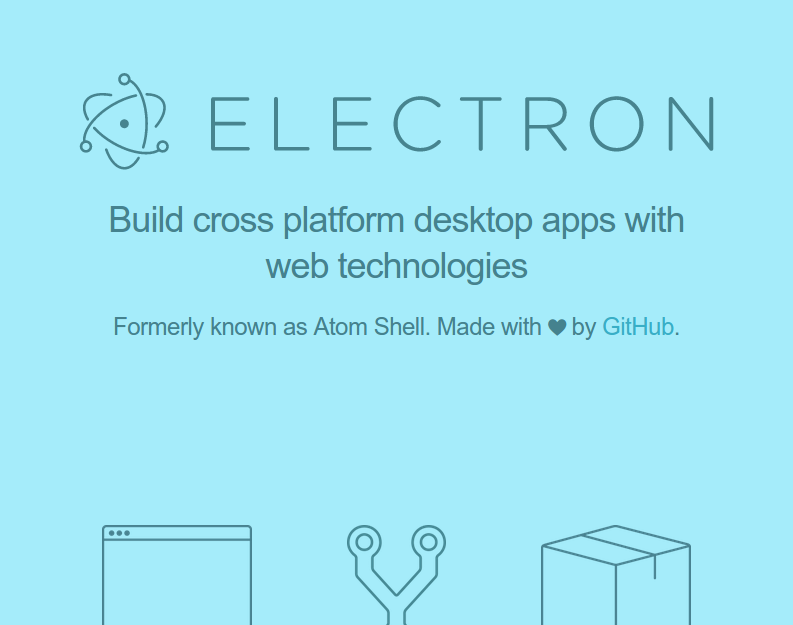 ELECTRON
Build cross platform desktop apps with
web technologies
Formerly known as Atom Shell. Made with ♥ by GitHub.